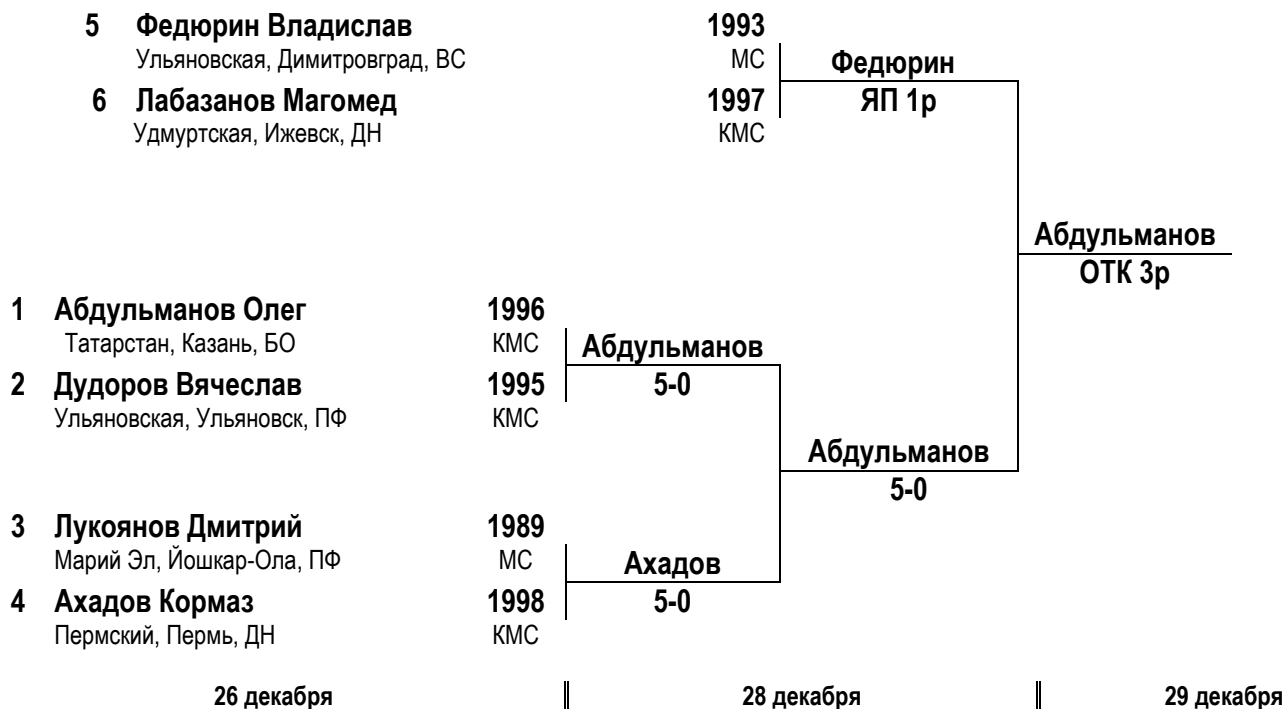 5 Федюрин Владислав 1993
Ульяновская, Димитровград, ВС МС
Федюрин
6 Лабазанов Магомед 1997
ЯП 1р
Удмуртская, Ижевск, ДН КМС
Абдульманов
ОТК 3р
1 Абдульманов Олег 1996
Татарстан, Казань, БО КМС
Абдульманов
2 Дудоров Вячеслав 1995
5-0
Ульяновская, Ульяновск, ПФ КМС
Абдульманов
5-0
3 Лукоянов Дмитрий 1989
Марий Эл, Йошкар-Ола, ПФ МС
Ахадов
4 Ахадов Кормаз 1998
5-0
Пермский, Пермь, ДН КМС
26 декабря 28 декабря 29 декабря